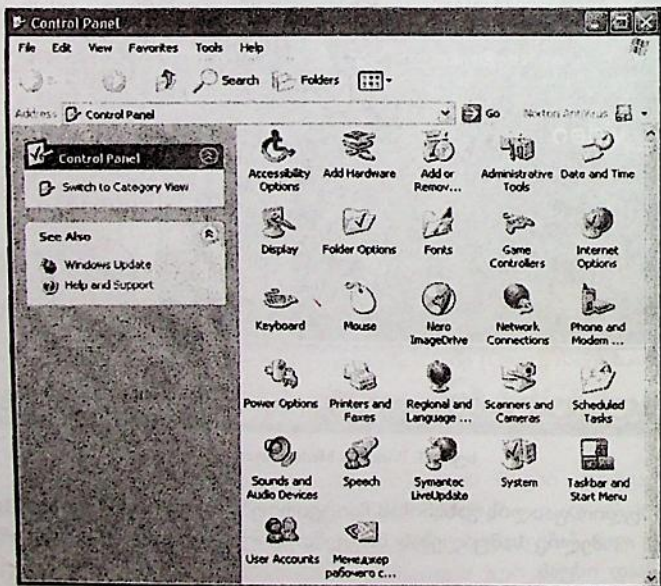 Control Panel
File Edit View Favorites Tools Help
Search Folders
Address Control Panel Go Norton AntiVirus
Control Panel
Switch to Category View
See Also
Windows Update
Help and Support
Accessibility Options
Add Hardware
Add or Remov...
Administrative Tools
Date and Time
Display
Folder Options
Fonts
Game Controllers
Internet Options
Keyboard
Mouse
Nero ImageDrive
Network Connections
Phone and Modem ...
Power Options
Printers and Faxes
Regional and Language ...
Scanners and Cameras
Scheduled Tasks
Sounds and Audio Devices
Speech
Symantec LiveUpdate
System
Taskbar and Start Menu
User Accounts
Менеджер рабочего с...